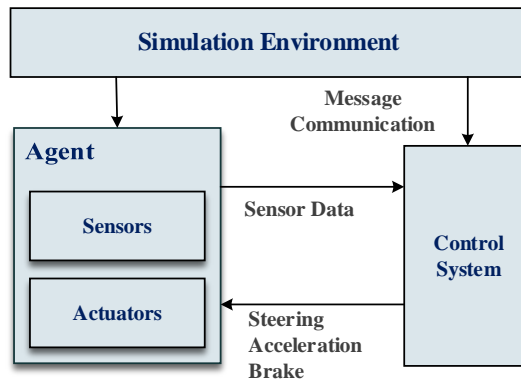 Simulation Environment
Message
Communication
Agent
Sensors
Sensor Data
Control
System
Actuators
Steering
Acceleration
Brake